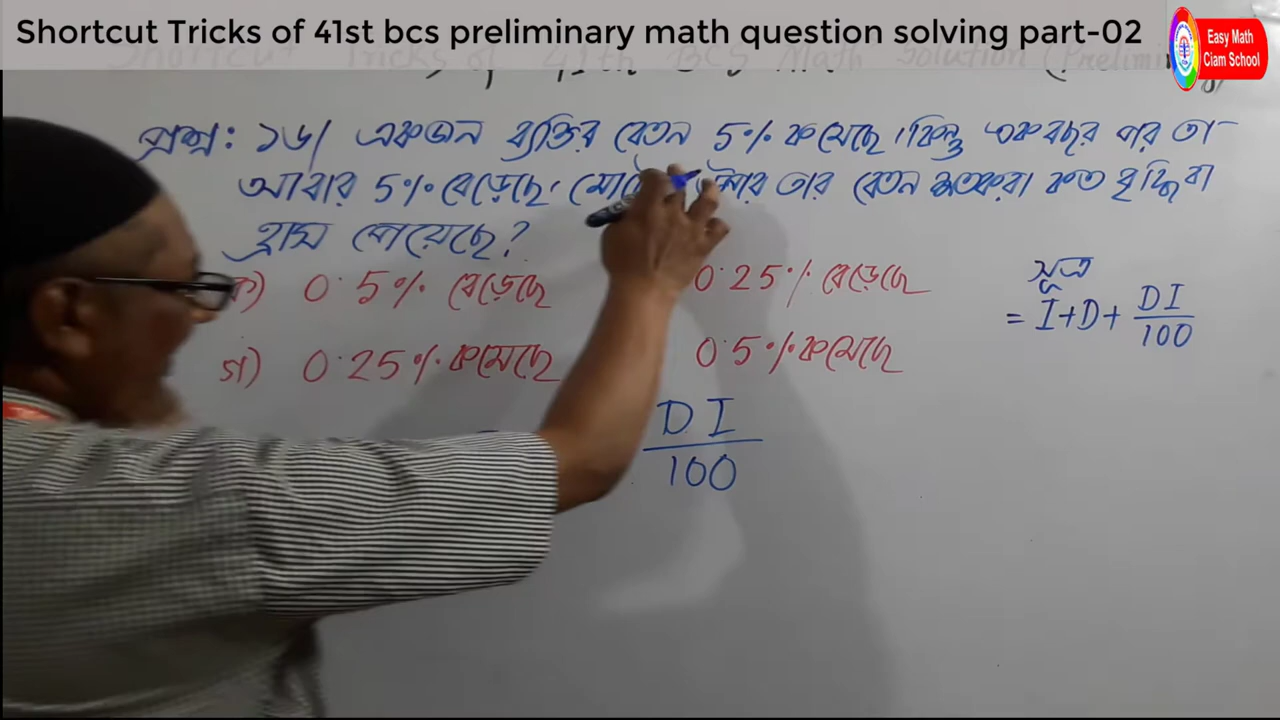 Shortcut Tricks of 41st bcs preliminary math question solving part-02
Easy Math
Ciam School
প্রশ্ন: ১৬/ একজন ব্যক্তির বেতন 5% কমেছে। কিন্তু এক বছর পর তা
আবার 5% বেড়েছে। তার বেতন শতকরা কত বৃদ্ধি বা
হ্রাস পেয়েছে?
ক) 0.5% বেড়েছে
0.25% বেড়েছে
গ) 0.25% কমেছে
0.5% কমেছে
সূত্র
= I+D+ DI/100
DI
100